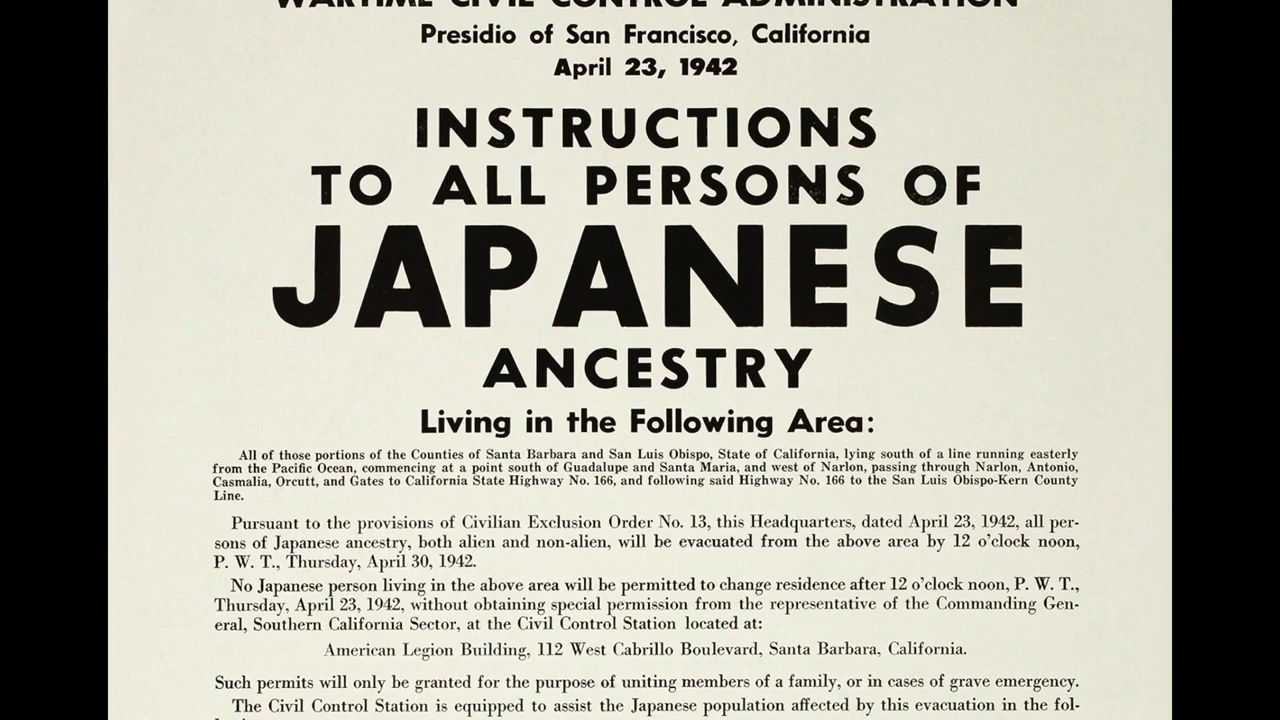 WARTIME CIVIL CONTROL ADMINISTRATION
Presidio of San Francisco, California
April 23, 1942
INSTRUCTIONS
TO ALL PERSONS OF
JAPANESE
ANCESTRY
Living in the Following Area:
All of those portions of the Counties of Santa Barbara and San Luis Obispo, State of California, lying south of a line running easterly
from the Pacific Ocean, commencing at a point south of Guadalupe and Santa Maria, and west of Narlon, passing through Narlon, Antonio,
Casmalia, Orcutt, and Gates to California State Highway No. 166, and following said Highway No. 166 to the San Luis Obispo-Kern County
Line.
Pursuant to the provisions of Civilian Exclusion Order No. 13, this Headquarters, dated April 23, 1942, all per-
sons of Japanese ancestry, both alien and non-alien, will be evacuated from the above area by 12 o'clock noon,
P. W. T., Thursday, April 30, 1942.
No Japanese person living in the above area will be permitted to change residence after 12 o'clock noon, P. W. T.,
Thursday, April 23, 1942, without obtaining special permission from the representative of the Commanding Gen-
eral, Southern California Sector, at the Civil Control Station located at:
American Legion Building, 112 West Cabrillo Boulevard, Santa Barbara, California.
Such permits will only be granted for the purpose of uniting members of a family, or in cases of grave emergency.
The Civil Control Station is equipped to assist the Japanese population affected by this evacuation in the fol-